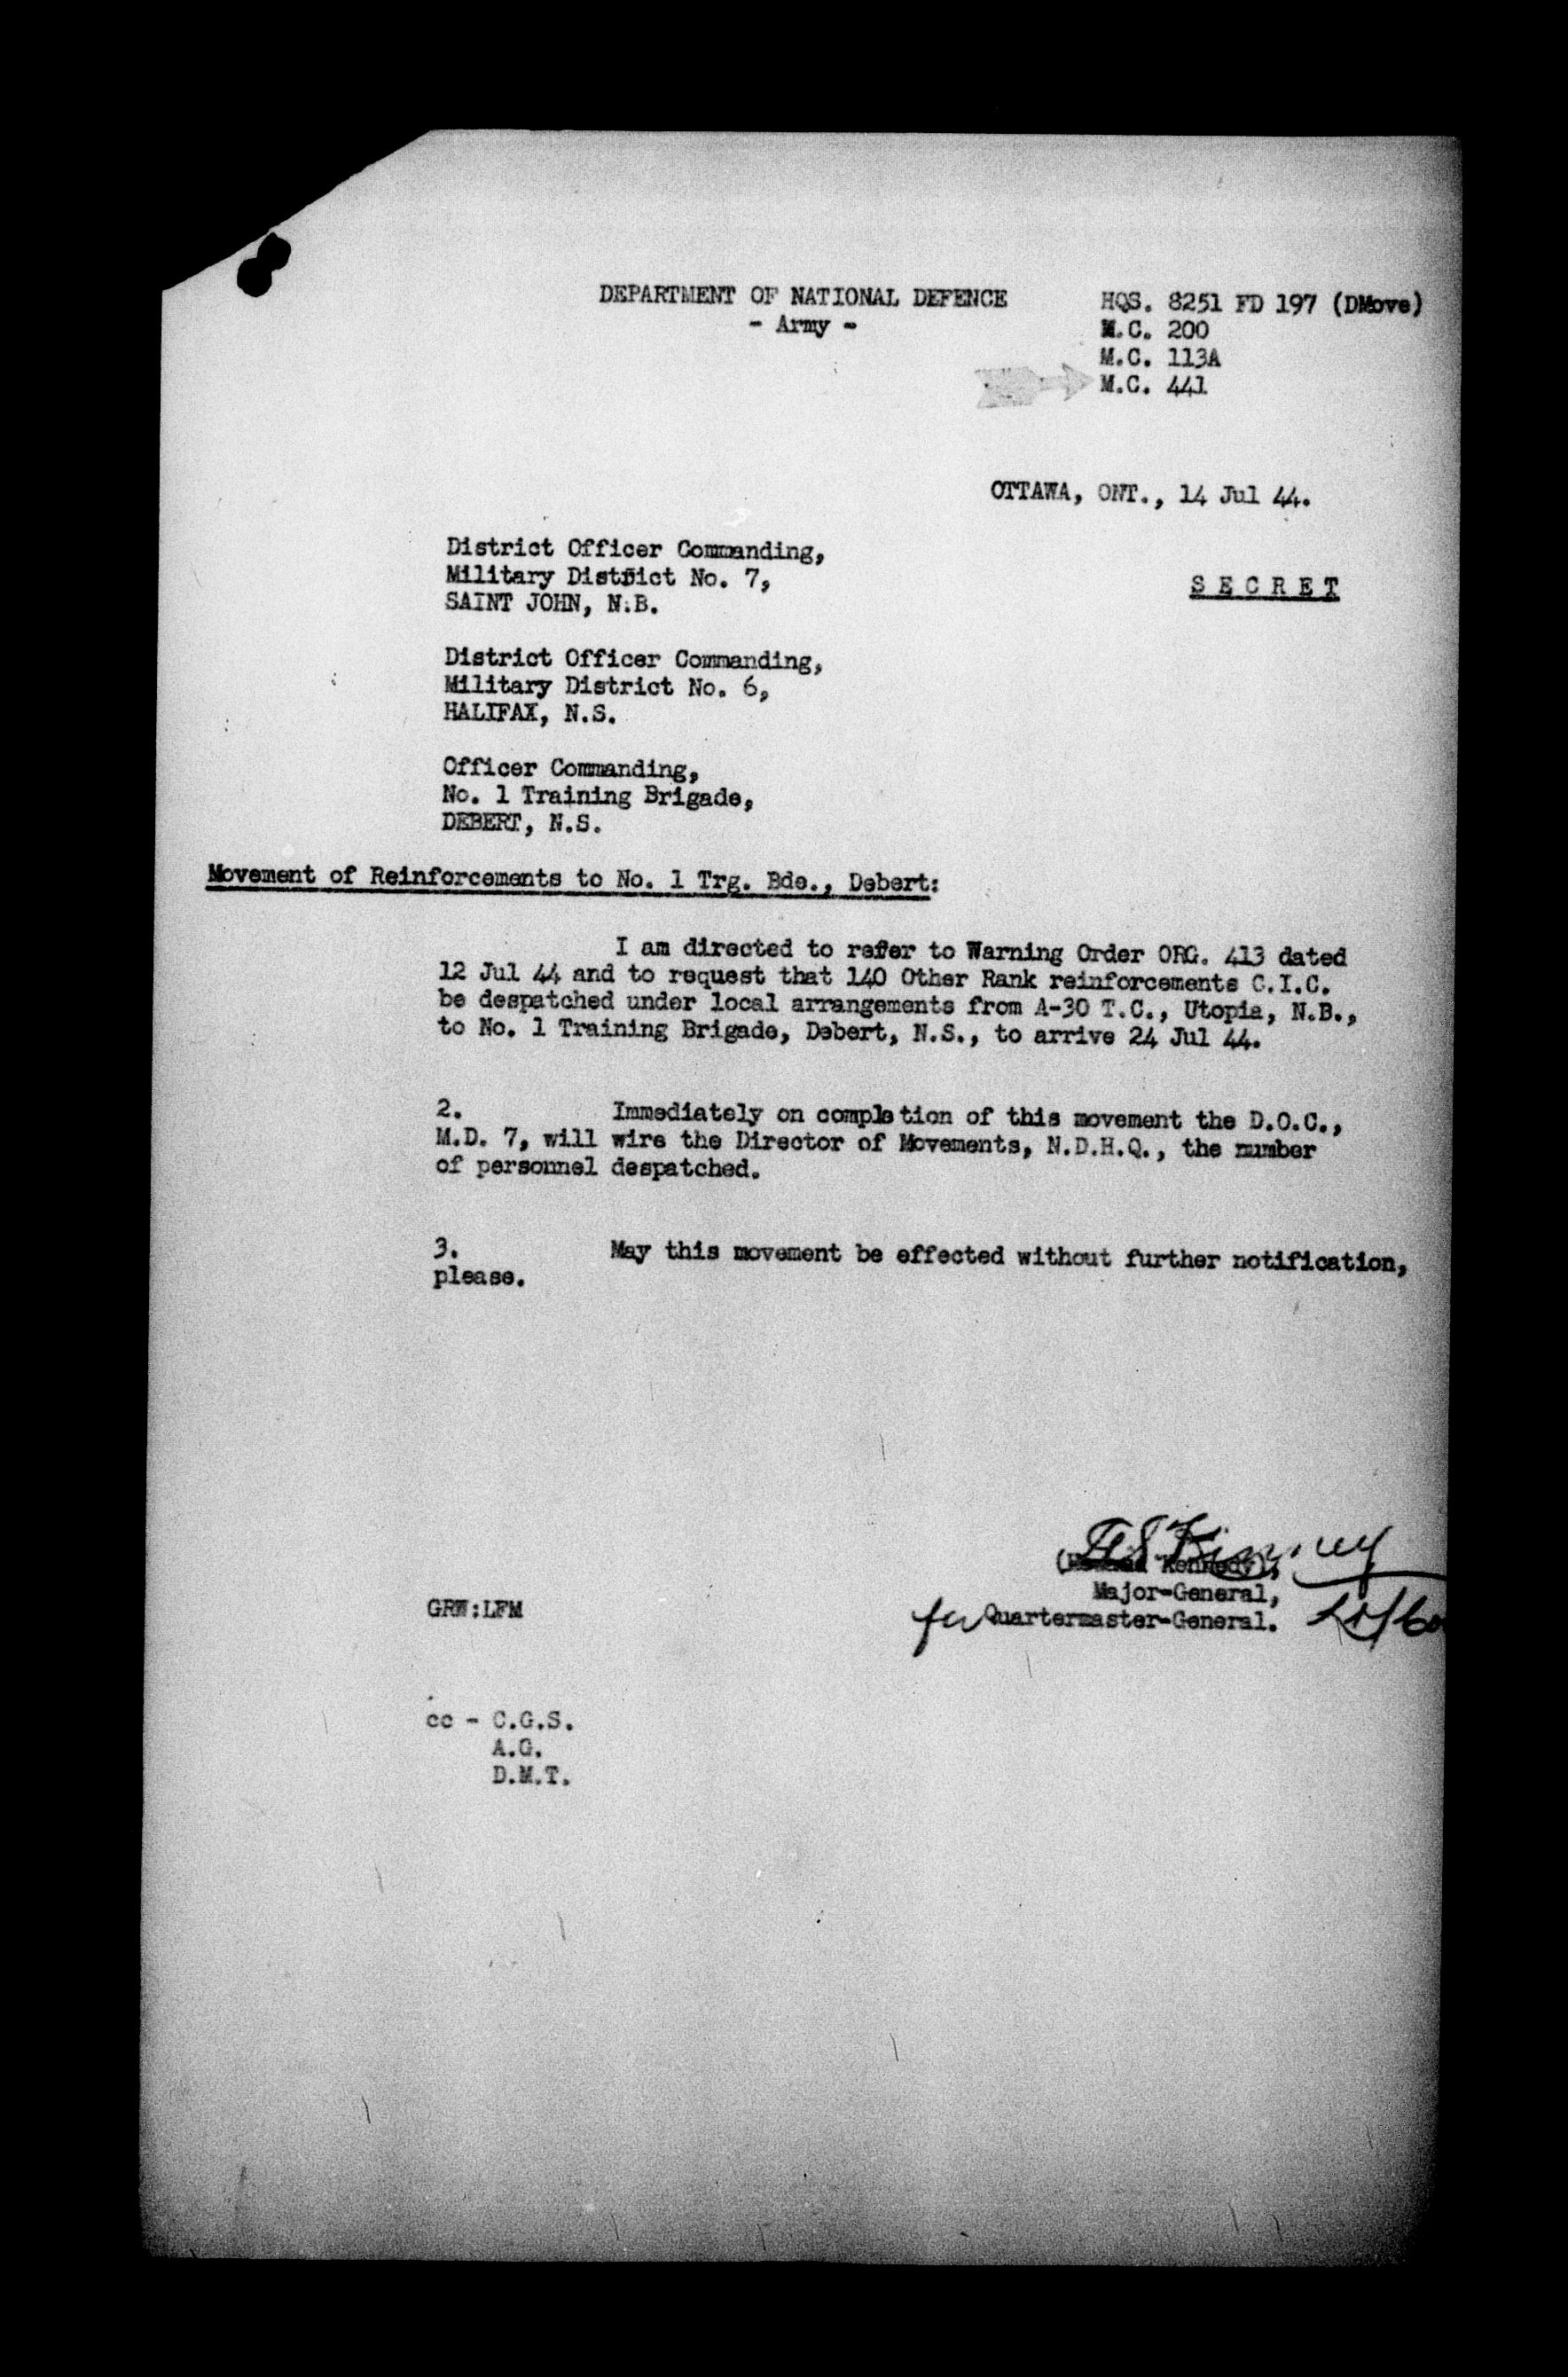 DEPARTMENT OF NATIONAL DEFENCE
- Army -
HQS. 8251 FD 197 (DMove)
M.C. 200
M.C. 113A
M.C. 441
OTTAWA, ONT., 14 Jul 44.
District Officer Commanding,
Military District No. 7,
SAINT JOHN, N.B.
S E C R E T
District Officer Commanding,
Military District No. 6,
HALIFAX, N.S.
Officer Commanding,
No. 1 Training Brigade,
DEBERT, N.S.
Movement of Reinforcements to No. 1 Trg. Bde., Debert:
I am directed to refer to Warning Order ORG. 413 dated
12 Jul 44 and to request that 140 Other Rank reinforcements C.I.C.
be despatched under local arrangements from A-30 T.C., Utopia, N.B.,
to No. 1 Training Brigade, Debert, N.S., to arrive 24 Jul 44.
2. Immediately on completion of this movement the D.O.C.,
M.D. 7, will wire the Director of Movements, N.D.H.Q., the number
of personnel despatched.
3. May this movement be effected without further notification,
please.
Kennedy),
Major-General,
for Quartermaster-General.
GRW:LFM
cc - C.G.S.
A.G.
D.M.T.